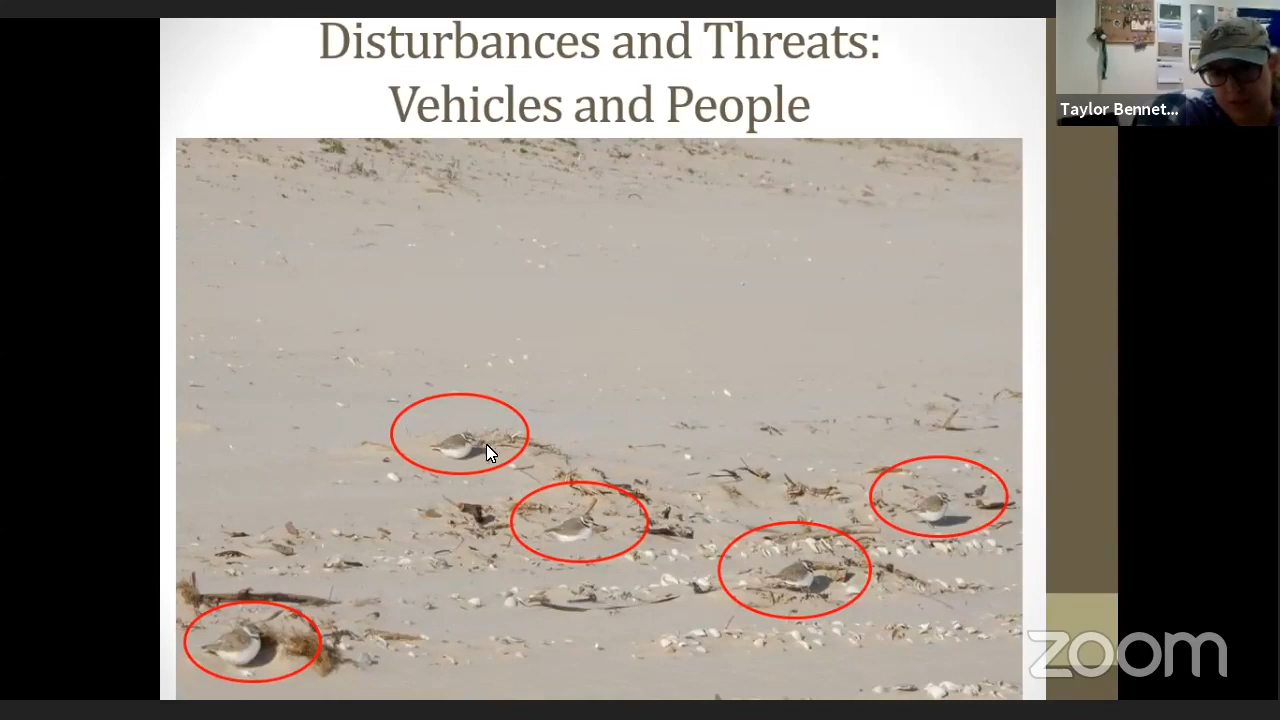 Disturbances and Threats:
Vehicles and People
Taylor Bennet...
zoom